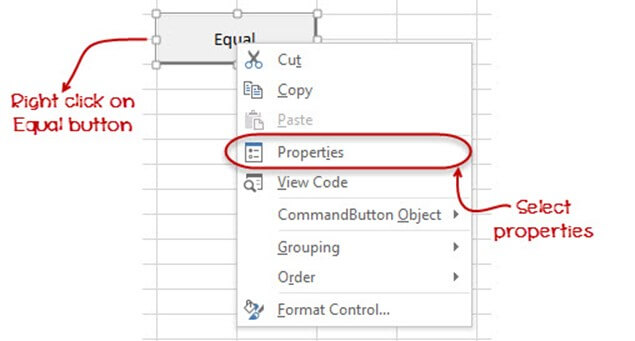 Equal
Right click on
Equal button
Cut
Copy
Paste
Properties
View Code
CommandButton Object
Grouping
Order
Format Control...
Select
properties